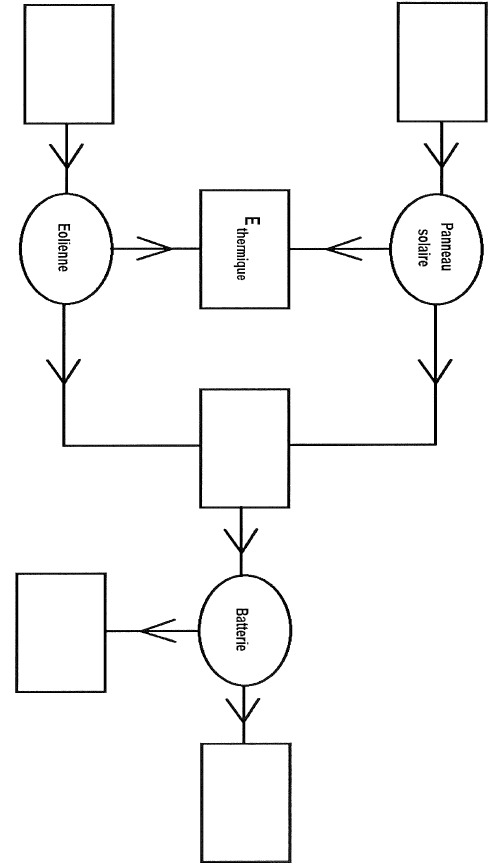 Panneau
solaire
E thermique
Eolienne
Batterie